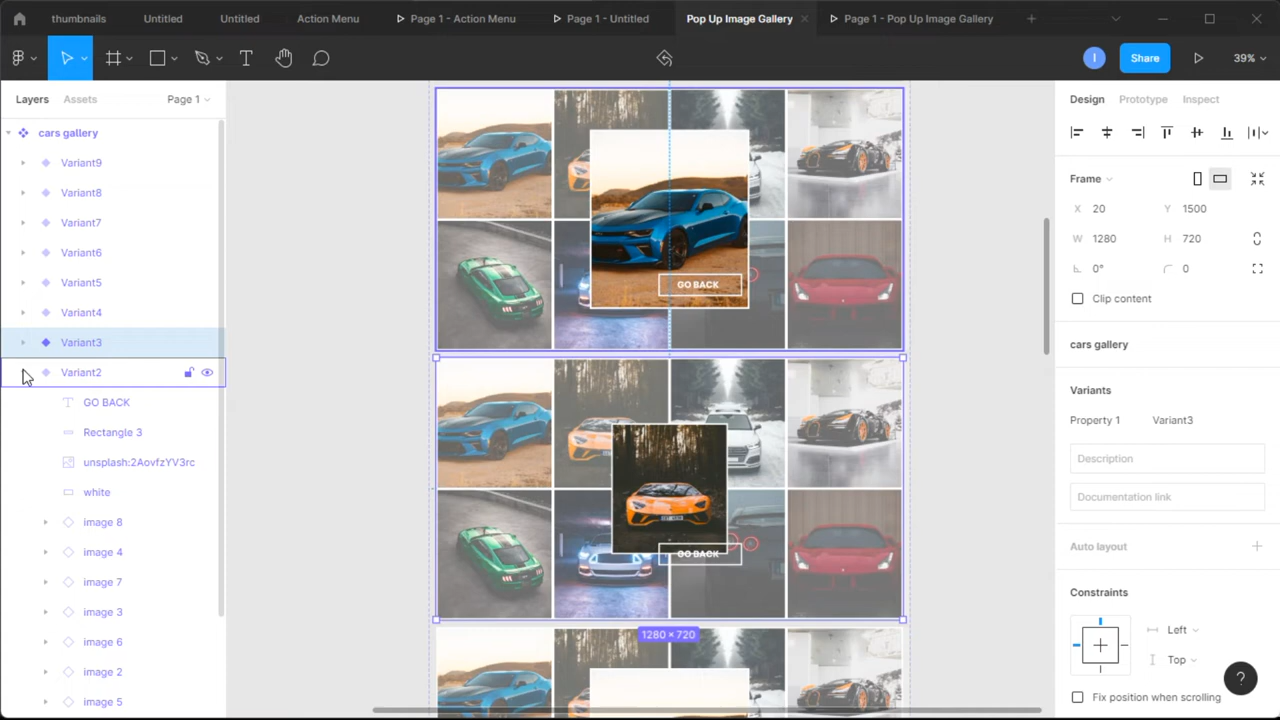 thumbnails
Untitled
Untitled
Action Menu
Page 1 - Action Menu
Page 1 - Untitled
Pop Up Image Gallery
Page 1 - Pop Up Image Gallery
I
Share
39%
Layers
Assets
Page 1
cars gallery
Variant9
Variant8
Variant7
Variant6
Variant5
Variant4
Variant3
Variant2
GO BACK
Rectangle 3
unsplash:2AovfzYV3rc
white
image 8
image 4
image 7
image 3
image 6
image 2
image 5
GO BACK
GO BACK
1280 × 720
Design
Prototype
Inspect
Frame
X 20
Y 1500
W 1280
H 720
0°
0
Clip content
cars gallery
Variants
Property 1
Variant3
Description
Documentation link
Auto layout
Constraints
Left
Top
Fix position when scrolling
?